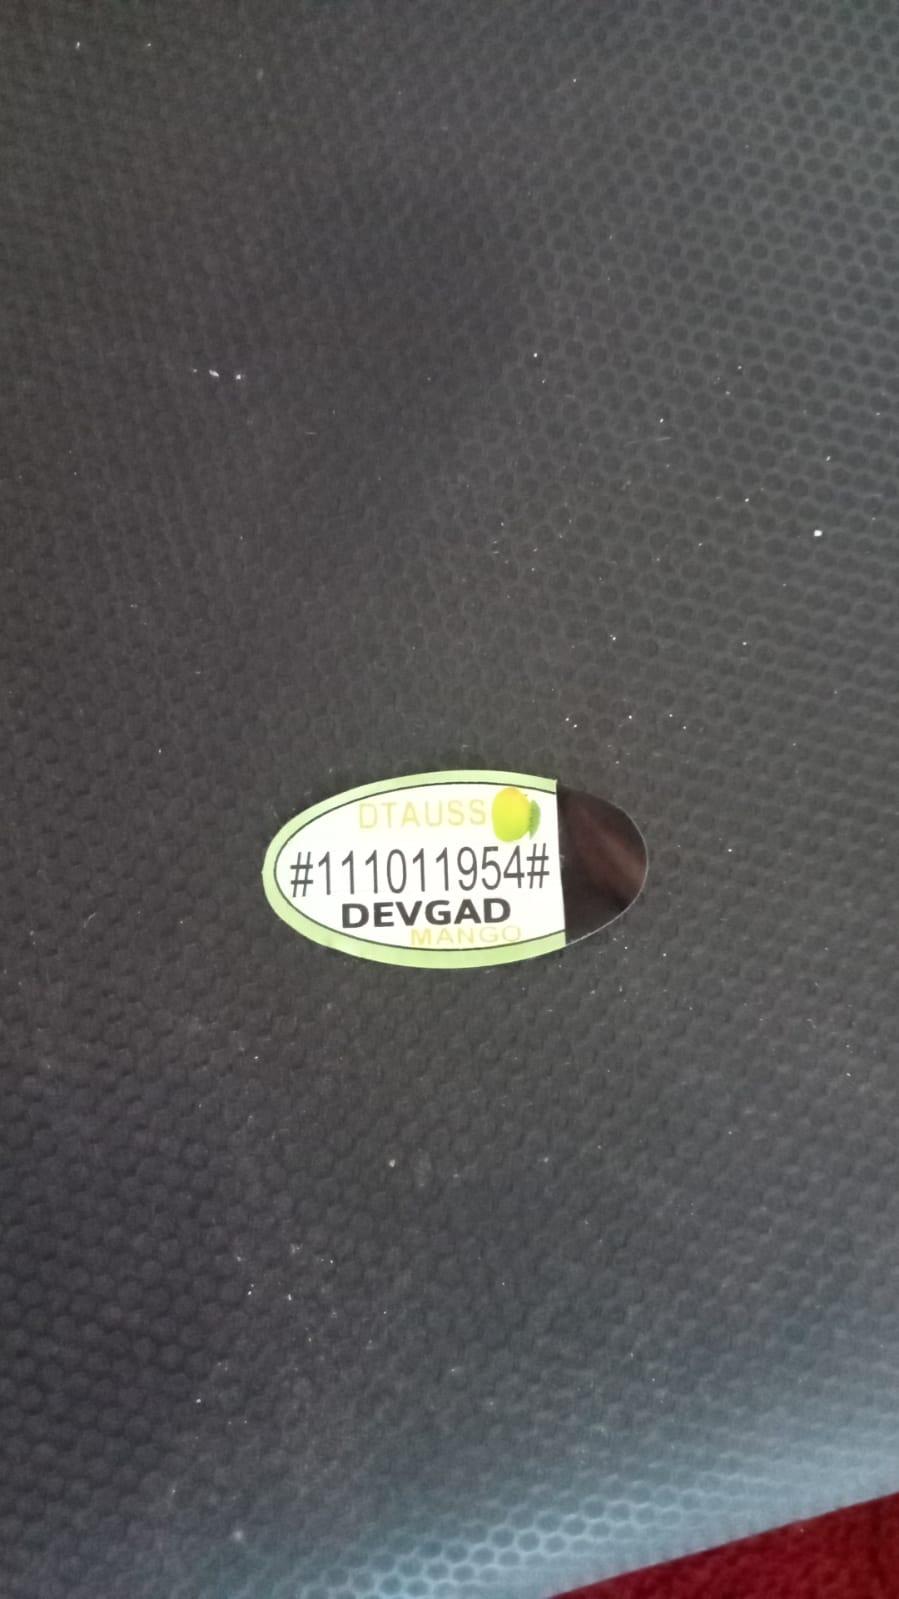 DTAUSS
#111011954#
DEVGAD
MANGO